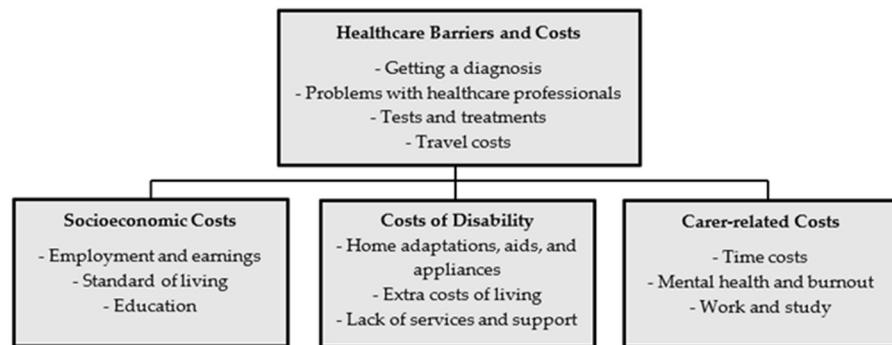 Healthcare Barriers and Costs
- Getting a diagnosis
- Problems with healthcare professionals
- Tests and treatments
- Travel costs
Socioeconomic Costs
- Employment and earnings
- Standard of living
- Education
Costs of Disability
- Home adaptations, aids, and
appliances
- Extra costs of living
- Lack of services and support
Carer-related Costs
- Time costs
- Mental health and burnout
- Work and study